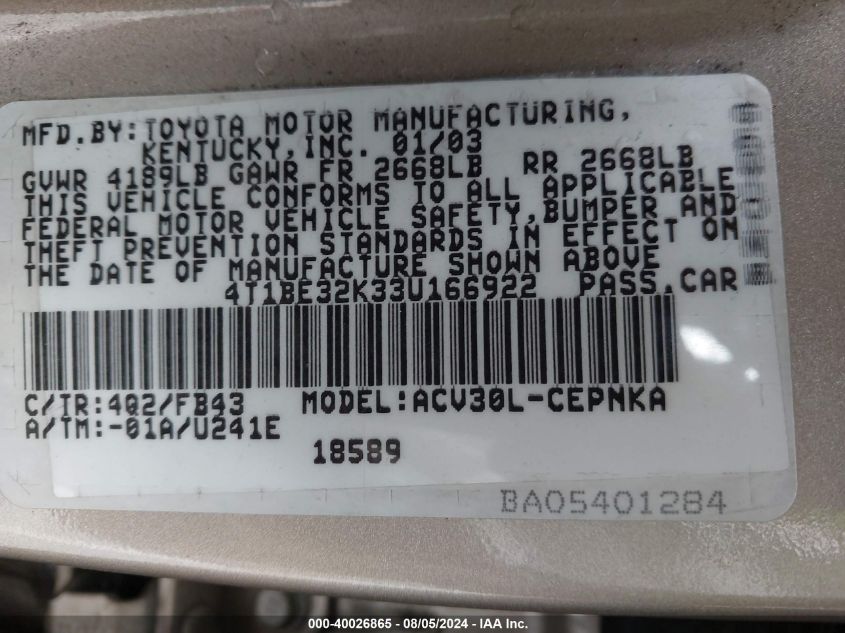 MFD.BY:TOYOTA MOTOR MANUFACTURING,
KENTUCKY,INC. 01/03
GVWR 4189LB GAWR FR 2668LB RR 2668LB
THIS VEHICLE CONFORMS TO ALL APPLICABLE
FEDERAL MOTOR VEHICLE SAFETY,BUMPER AND
THEFT PREVENTION STANDARDS IN EFFECT ON
THE DATE OF MANUFACTURE SHOWN ABOVE
4T1BE32K33U166922 PASS.CAR
C/TR:4Q2/FB43 MODEL:ACV30L-CEPNKA
A/TM:-01A/U241E
18589
BA05401284
000-40026865 - 08/05/2024 - IAA Inc.